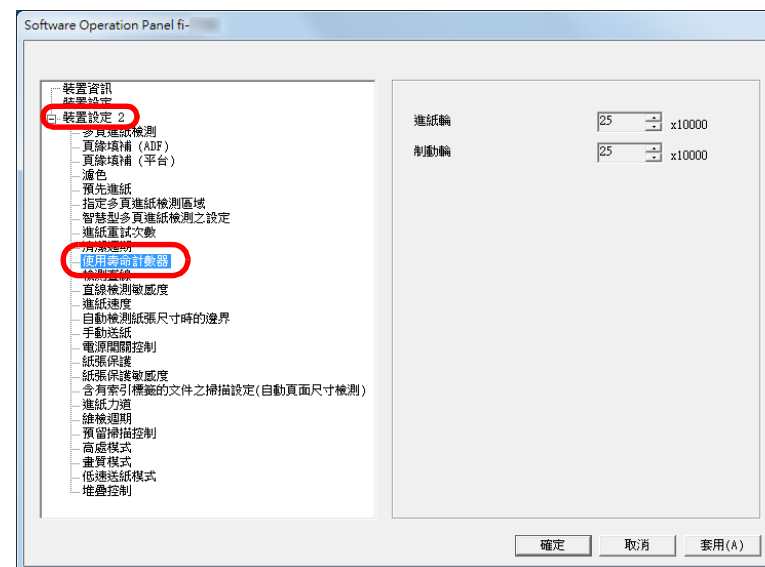 Software Operation Panel fi-
裝置資訊
裝置設定
裝置設定 2
多頁進紙檢測
頁緣填補 (ADF)
頁緣填補 (平台)
濾色
預先進紙
指定多頁進紙檢測區域
智慧型多頁進紙檢測之設定
進紙重試次數
清潔週期
使用壽命計數器
檢測直線
直線檢測敏感度
進紙速度
自動檢測紙張尺寸時的邊界
手動送紙
電源開關控制
紙張保護
紙張保護敏感度
含有索引標籤的文件之掃描設定(自動頁面尺寸檢測)
進紙力道
維檢週期
預留掃描控制
高處模式
畫質模式
低速送紙模式
堆疊控制
進紙輪 25 x10000
制動輪 25 x10000
確定 取消 套用(A)